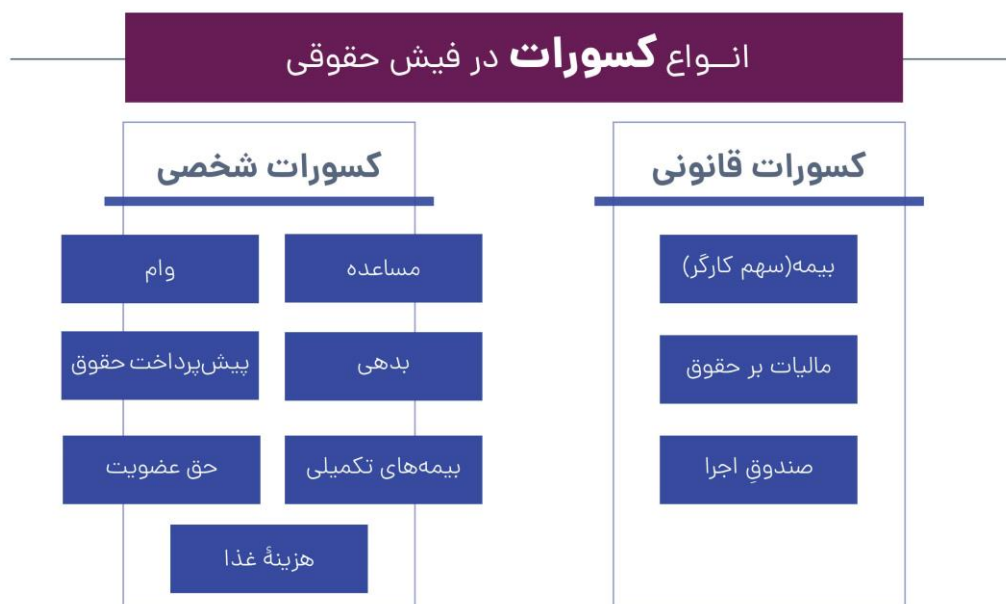 انــواع کسورات در فیش حقوقی
کسورات قانونی
بیمه(سهم کارگر)
مالیات بر حقوق
صندوقِ اجرا
کسورات شخصی
مساعده
وام
بدهی
پیش‌پرداخت حقوق
بیمه‌های تکمیلی
حق عضویت
هزینهٔ غذا